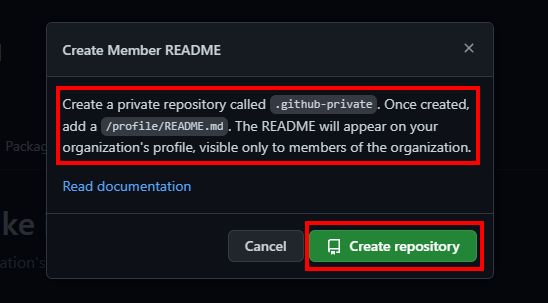 Create Member README
Create a private repository called .github-private. Once created,
add a /profile/README.md. The README will appear on your
Packag
organization's profile, visible only to members of the organization.
Read documentation
ke
ation's
Cancel
Create repository